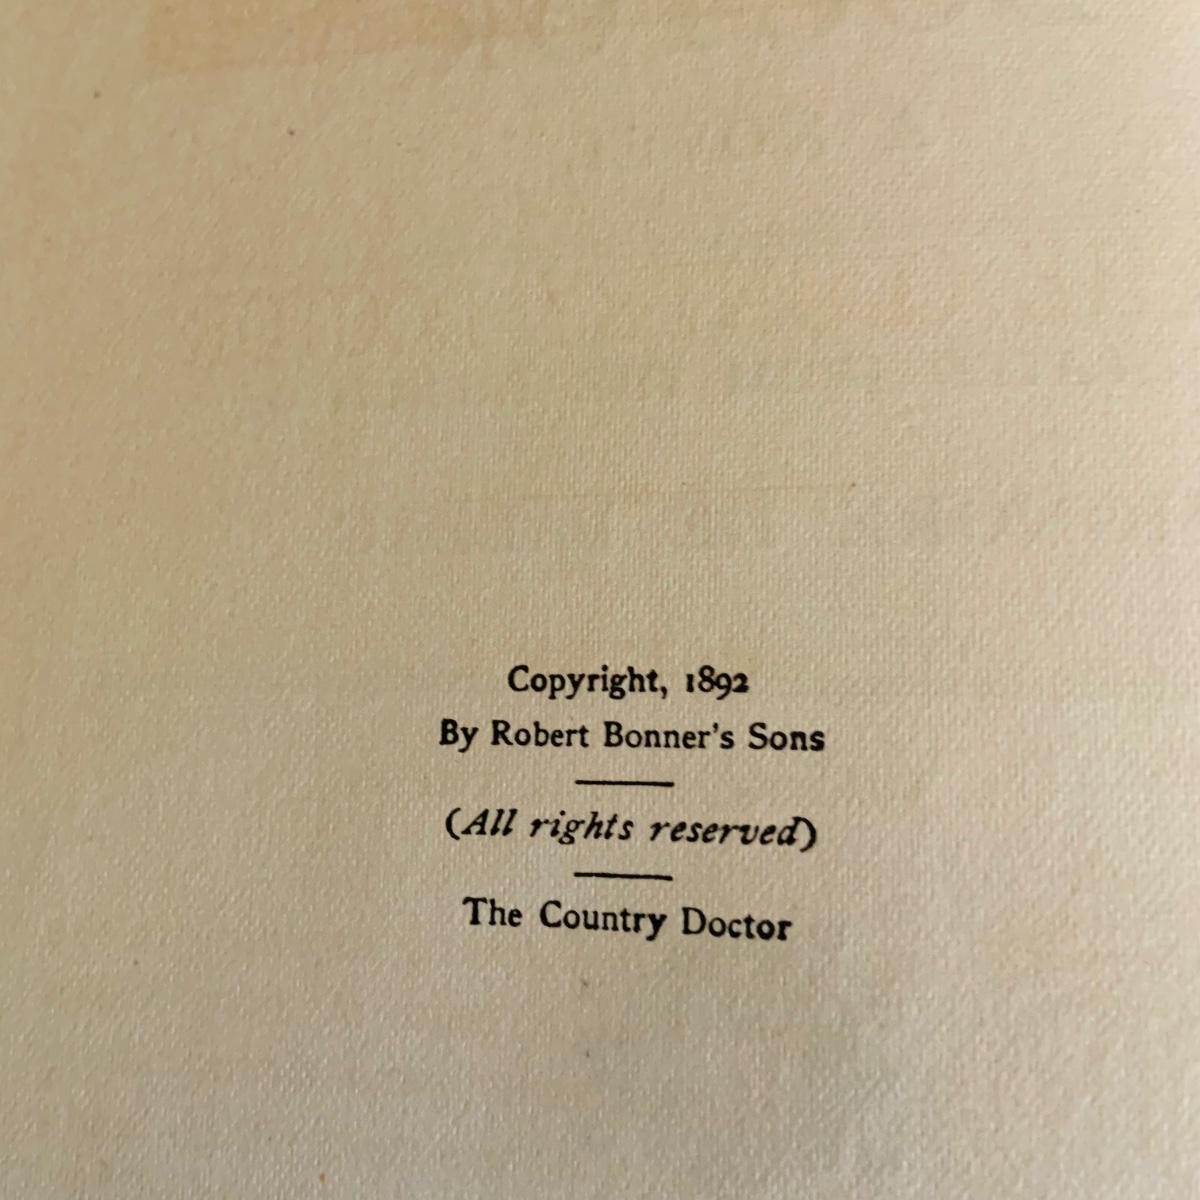 Copyright, 1892
By Robert Bonner's Sons
(All rights reserved)
The Country Doctor